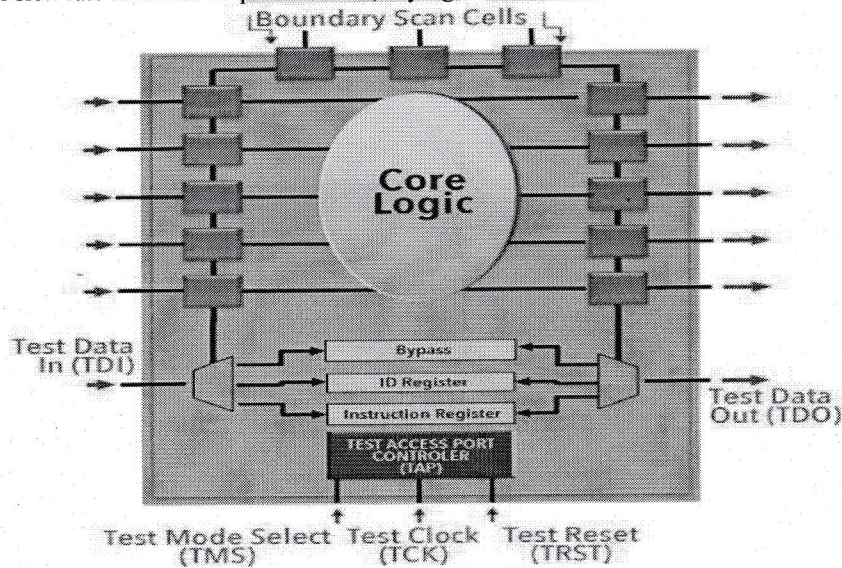 Boundary Scan Cells
Core
Logic
Test Data
In (TDI)
Bypass
ID Register
Instruction Register
Test Data
Out (TDO)
TEST ACCESS PORT
CONTROLER
(TAP)
Test Mode Select
(TMS)
Test Clock
(TCK)
Test Reset
(TRST)